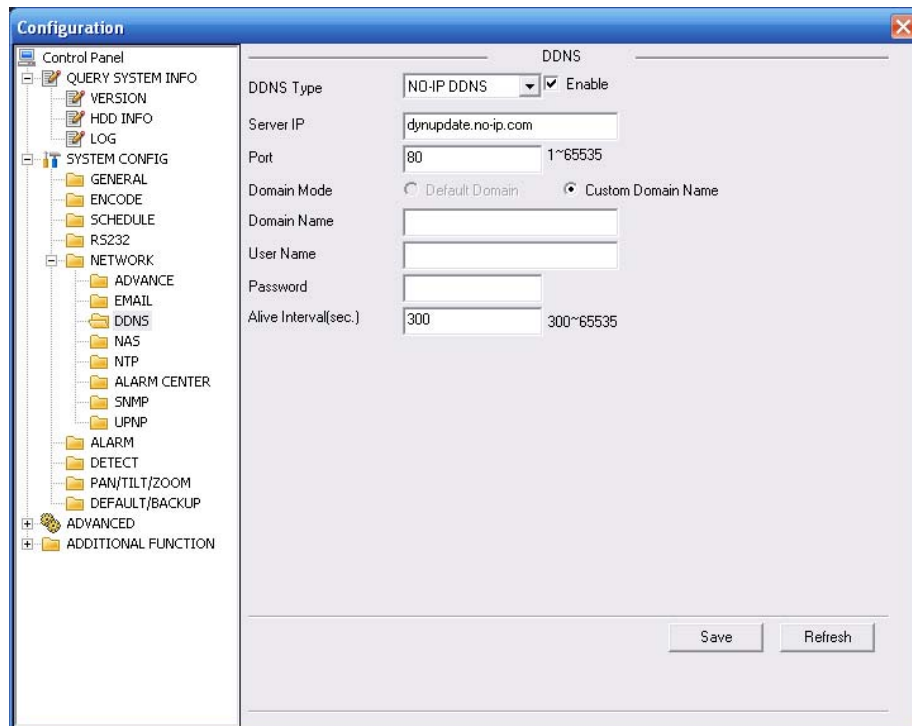 Configuration
Control Panel
QUERY SYSTEM INFO
VERSION
HDD INFO
LOG
SYSTEM CONFIG
GENERAL
ENCODE
SCHEDULE
RS232
NETWORK
ADVANCE
EMAIL
DDNS
NAS
NTP
ALARM CENTER
SNMP
UPNP
ALARM
DETECT
PAN/TILT/ZOOM
DEFAULT/BACKUP
ADVANCED
ADDITIONAL FUNCTION
DDNS
DDNS Type NO-IP DDNS Enable
Server IP dynupdate.no-ip.com
Port 80 1~65535
Domain Mode Default Domain Custom Domain Name
Domain Name
User Name
Password
Alive Interval(sec.) 300 300~65535
Save Refresh